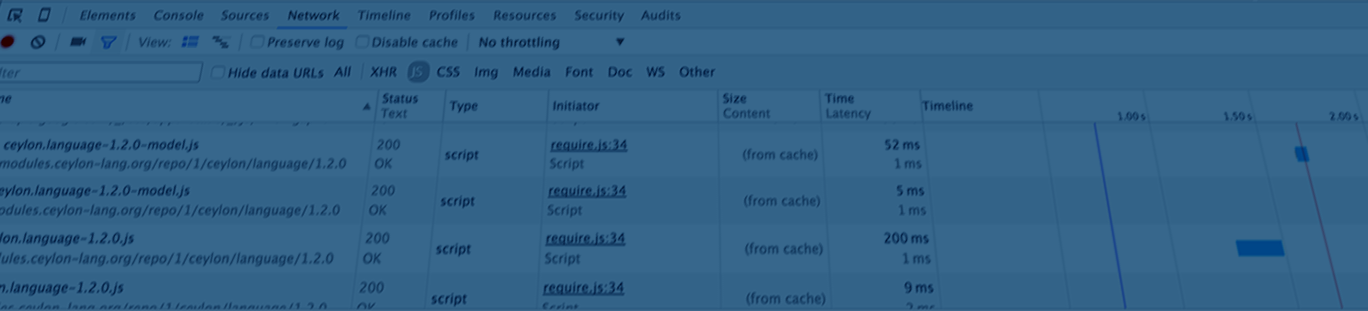 Elements Console Sources Network Timeline Profiles Resources Security Audits
View: Preserve log Disable cache No throttling
Hide data URLs All XHR JS CSS Img Media Font Doc WS Other
Status Text Type Initiator Size Content Time Latency Timeline
1.00 s 1.50 s 2.00 s
ceylon.language-1.2.0-model.js 200 script require.js:34 (from cache) 52 ms
modules.ceylon-lang.org/repo/1/ceylon/language/1.2.0 OK Script 1 ms
eylon.language-1.2.0-model.js 200 script require.js:34 (from cache) 5 ms
odules.ceylon-lang.org/repo/1/ceylon/language/1.2.0 OK Script 1 ms
lon.language-1.2.0.js 200 script require.js:34 (from cache) 200 ms
ules.ceylon-lang.org/repo/1/ceylon/language/1.2.0 OK Script 1 ms
n.language-1.2.0.js 200 script require.js:34 (from cache) 9 ms